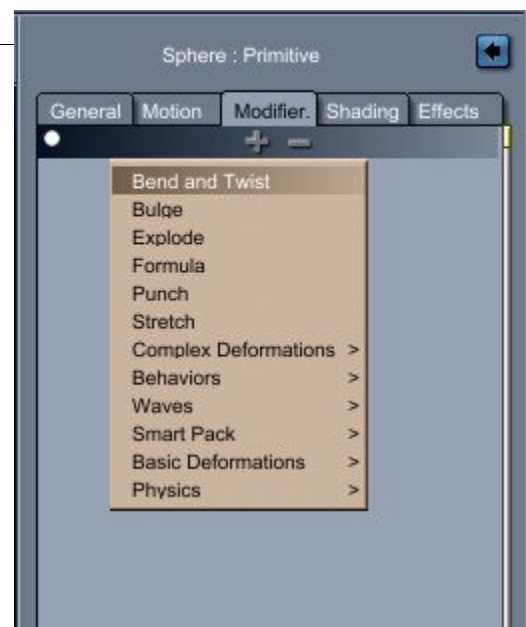 Sphere : Primitive
General Motion Modifier. Shading Effects
Bend and Twist
Bulge
Explode
Formula
Punch
Stretch
Complex Deformations >
Behaviors >
Waves >
Smart Pack >
Basic Deformations >
Physics >